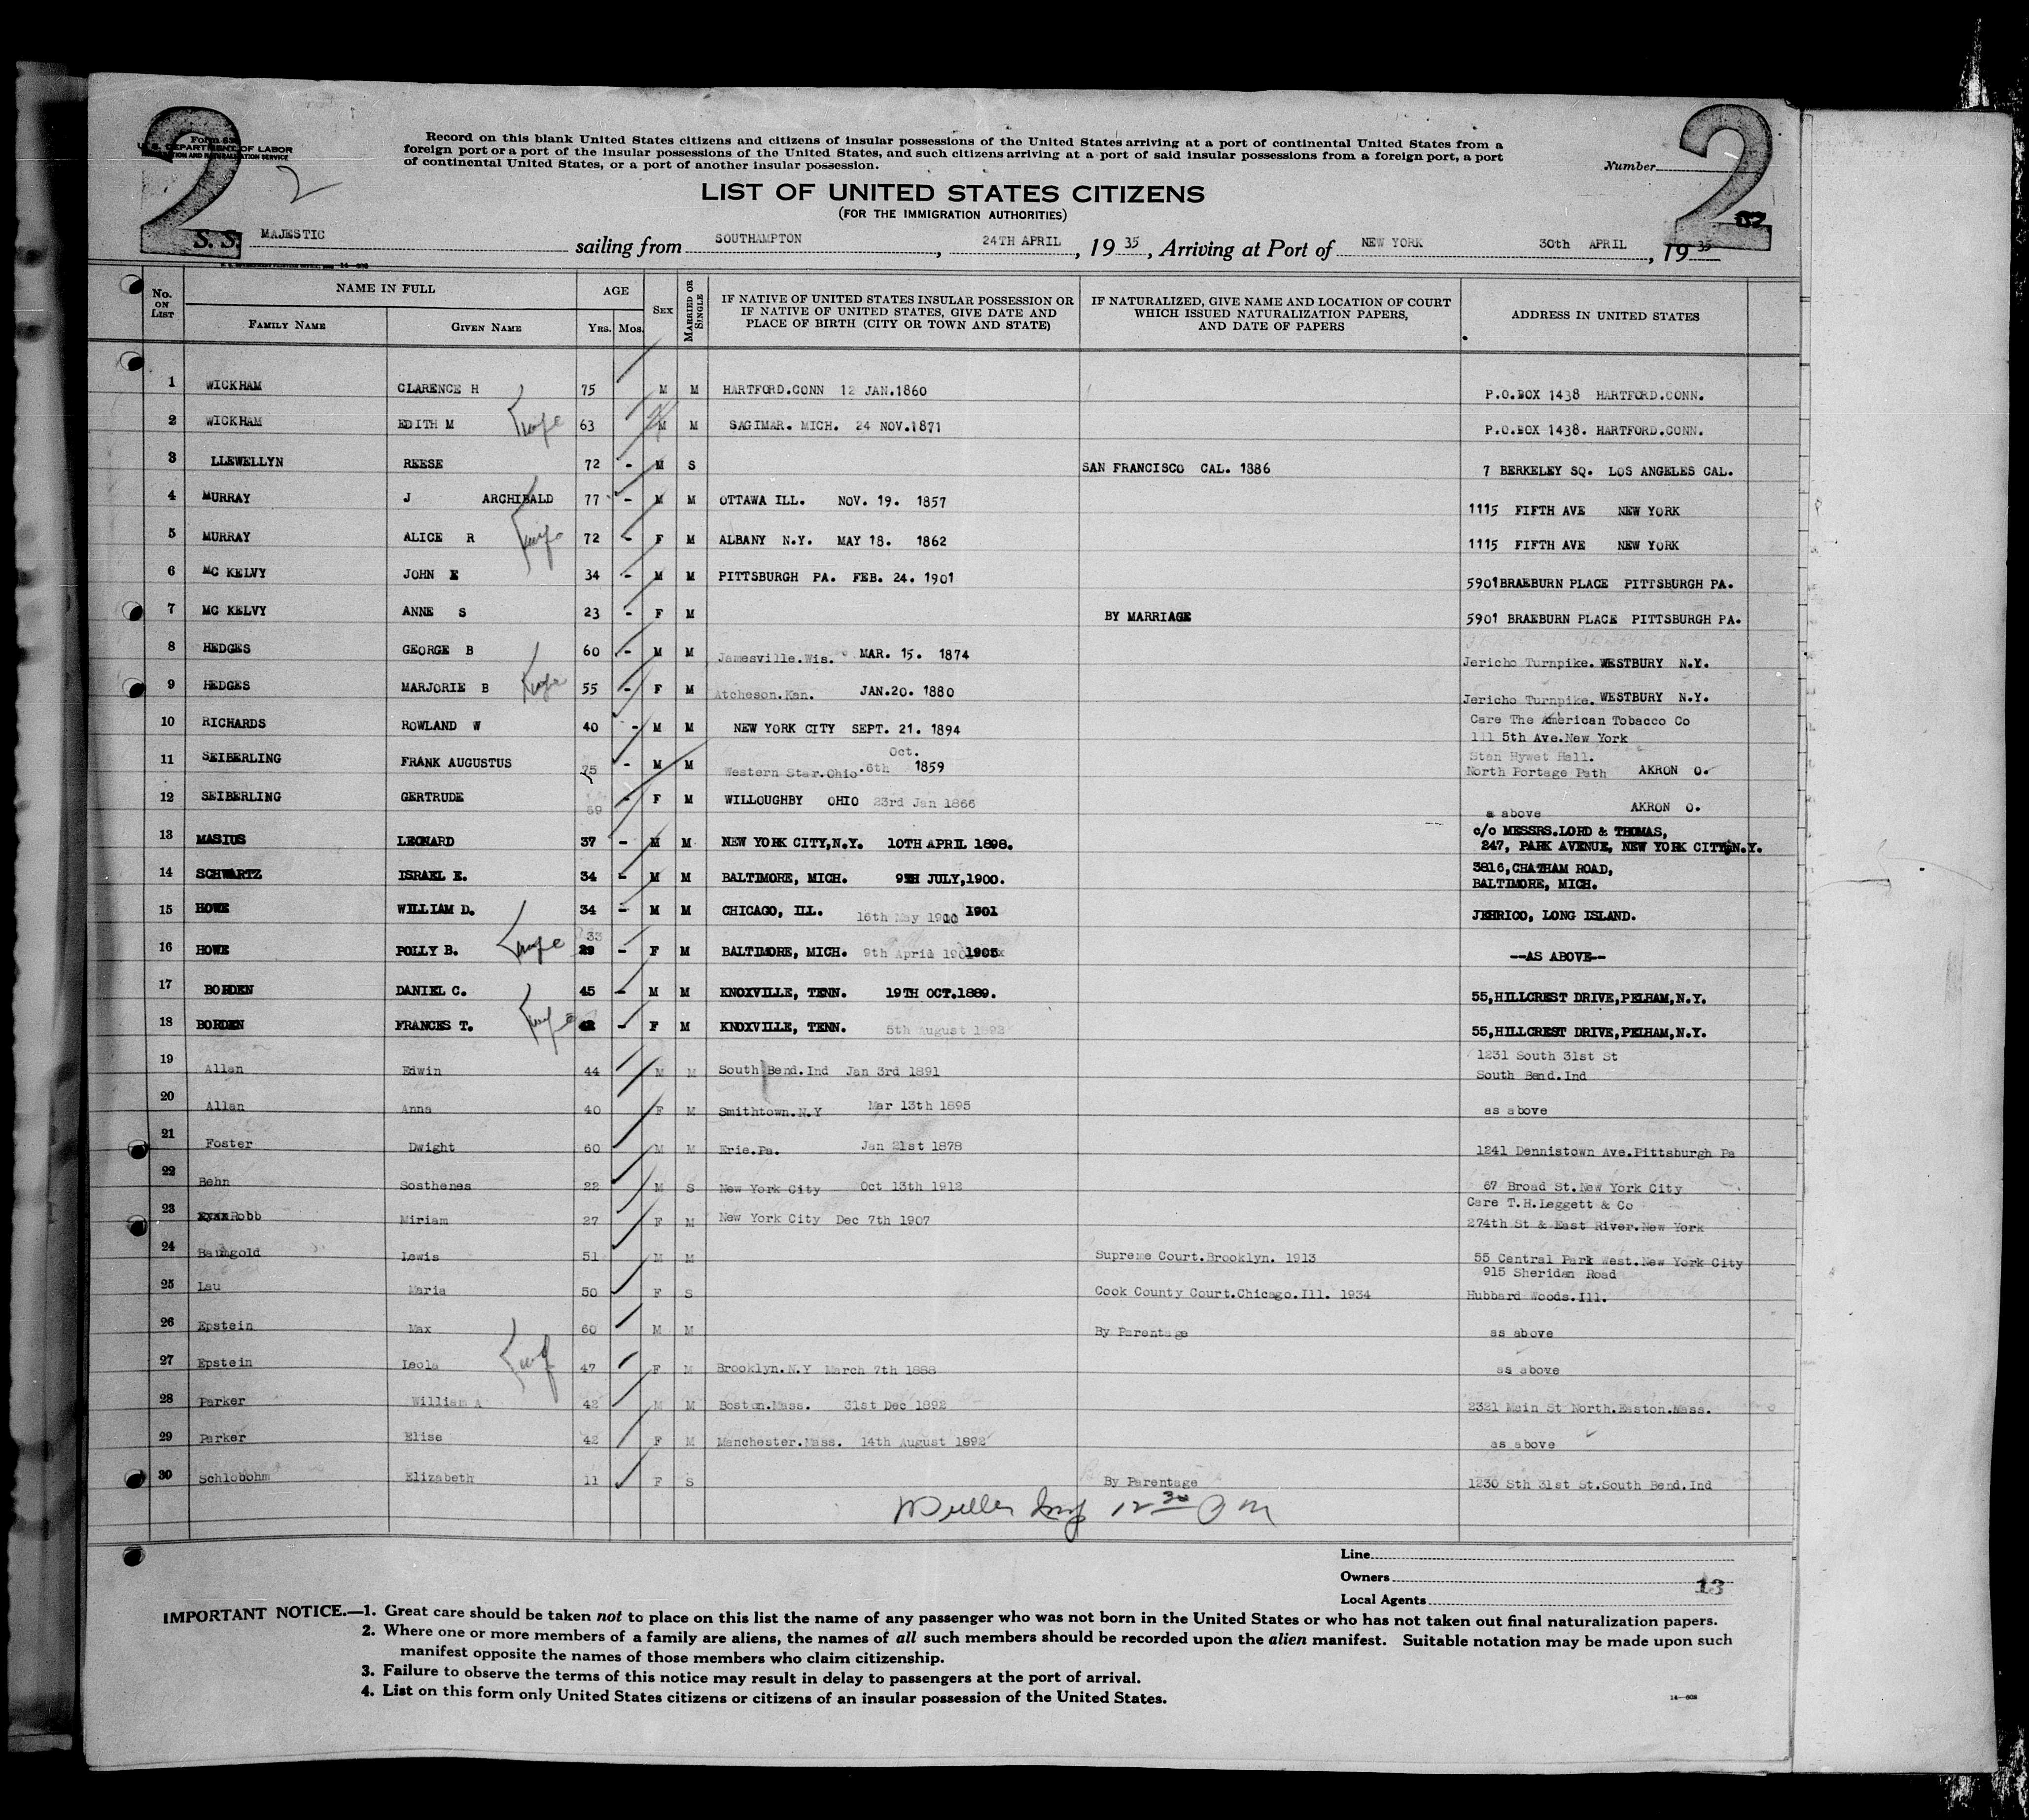 2
2
Form 630
U.S. DEPARTMENT OF LABOR
IMMIGRATION AND NATURALIZATION SERVICE
2
Record on this blank United States citizens and citizens of insular possessions of the United States arriving at a port of continental United States from a
foreign port or a port of the insular possessions of the United States, and such citizens arriving at a port of said insular possessions from a foreign port, a port
of continental United States, or a port of another insular possession.
Number
LIST OF UNITED STATES CITIZENS
(FOR THE IMMIGRATION AUTHORITIES)
S. S. MAJESTIC sailing from SOUTHAMPTON, 24TH APRIL, 19 35, Arriving at Port of NEW YORK 30th APRIL, 19 35
No. ON LIST NAME IN FULL AGE SEX MARRIED OR SINGLE IF NATIVE OF UNITED STATES INSULAR POSSESSION OR IF NATIVE OF UNITED STATES, GIVE DATE AND PLACE OF BIRTH (CITY OR TOWN AND STATE) IF NATURALIZED, GIVE NAME AND LOCATION OF COURT WHICH ISSUED NATURALIZATION PAPERS, AND DATE OF PAPERS ADDRESS IN UNITED STATES
FAMILY NAME GIVEN NAME YRS. MOS.
1 WICKHAM CLARENCE H 75 M M HARTFORD.CONN 12 JAN.1860 P.O.BOX 1438 HARTFORD.CONN.
2 WICKHAM EDITH M wife 63 M M SAGIMAR. MICH. 24 NOV.1871 P.O.BOX 1438. HARTFORD.CONN.
3 LLEWELLYN REESE 72 - M S SAN FRANCISCO CAL. 1886 7 BERKELEY SQ. LOS ANGELES CAL.
4 MURRAY J ARCHIBALD 77 - M M OTTAWA ILL. NOV. 19. 1857 1115 FIFTH AVE NEW YORK
5 MURRAY ALICE R wife 72 - F M ALBANY N.Y. MAY 18. 1862 1115 FIFTH AVE NEW YORK
6 MC KELVY JOHN E 34 - M M PITTSBURGH PA. FEB. 24. 1901 5901BRAEBURN PLACE PITTSBURGH PA.
7 MC KELVY ANNE S 23 - F M BY MARRIAGE 5901 BRAEBURN PLACE PITTSBURGH PA.
8 HEDGES GEORGE B 60 - M M Jamesville.Wis. MAR. 15. 1874 Jericho Turnpike. WESTBURY N.Y.
9 HEDGES MARJORIE B wife 55 - F M Atcheson.Kan. JAN.20. 1880 Jericho Turnpike. WESTBURY N.Y.
10 RICHARDS ROWLAND W 40 - M M NEW YORK CITY SEPT. 21. 1894 Care The American Tobacco Co
111 5th Ave.New York
11 SEIBERLING FRANK AUGUSTUS 75 - M M Western Star.Ohio.6th Oct. 1859 Stan Hywet Hall.
North Portage Path AKRON O.
12 SEIBERLING GERTRUDE 69 - F M WILLOUGHBY OHIO 23rd Jan 1866 a above AKRON O.
13 MASIUS LEONARD 37 - M M NEW YORK CITY,N.Y. 10TH APRIL 1898. c/o MESSRS.LORD & THOMAS,
247, PARK AVENUE, NEW YORK CITY,N.Y.
14 SCHWARTZ ISRAEL E. 34 - M M BALTIMORE, MICH. 9TH JULY,1900. 3816,CHATHAM ROAD,
BALTIMORE, MICH.
15 HOWE WILLIAM D. 34 - M M CHICAGO, ILL. 16th May 1900 1901 JERRICO, LONG ISLAND.
16 HOWE POLLY B. wife 33 29 - F M BALTIMORE, MICH. 9th April 1905 --AS ABOVE--
17 BORDEN DANIEL C. 45 - M M KNOXVILLE, TENN. 19TH OCT.1889. 55,HILLCREST DRIVE,PELHAM,N.Y.
18 BORDEN FRANCES T. wife 42 - F M KNOXVILLE, TENN. 5th August 1892 55,HILLCREST DRIVE,PELHAM,N.Y.
19 Allan Edwin 44 M M South Bend.Ind Jan 3rd 1891 1231 South 31st St
South Bend.Ind
20 Allan Anna 40 F M Smithtown.N.Y Mar 13th 1895 as above
21 Foster Dwight 60 M M Erie.Pa. Jan 21st 1878 1241 Dennistown Ave.Pittsburgh Pa
22 Behn Sosthenes 22 M S New York City Oct 13th 1912 67 Broad St.New York City
23 Robb Miriam 27 F M New York City Dec 7th 1907 Care T.H.Leggett & Co
274th St & East River.New York
24 Baumgold Lewis 51 M M Supreme Court.Brooklyn. 1913 55 Central Park West.New York City
25 Lau Maria 50 F S Cook County Court.Chicago.Ill. 1934 915 Sheridan Road
Hubbard Woods.Ill.
26 Epstein Max 60 M M By Parentage as above
27 Epstein Leola wif 47 F M Brooklyn.N.Y March 7th 1888 as above
28 Parker William A 42 M M Boston.Mass. 31st Dec 1892 2321 Main St North.Easton.Mass.
29 Parker Elise 42 F M Manchester.Mass. 14th August 1892 as above
30 Schlobohm Elizabeth 11 F S By Parentage 1230 Sth 31st St.South Bend.Ind
12 30 P M
Line
Owners
13
Local Agents
IMPORTANT NOTICE.—1. Great care should be taken not to place on this list the name of any passenger who was not born in the United States or who has not taken out final naturalization papers.
2. Where one or more members of a family are aliens, the names of all such members should be recorded upon the alien manifest. Suitable notation may be made upon such
manifest opposite the names of those members who claim citizenship.
3. Failure to observe the terms of this notice may result in delay to passengers at the port of arrival.
4. List on this form only United States citizens or citizens of an insular possession of the United States.
14—608